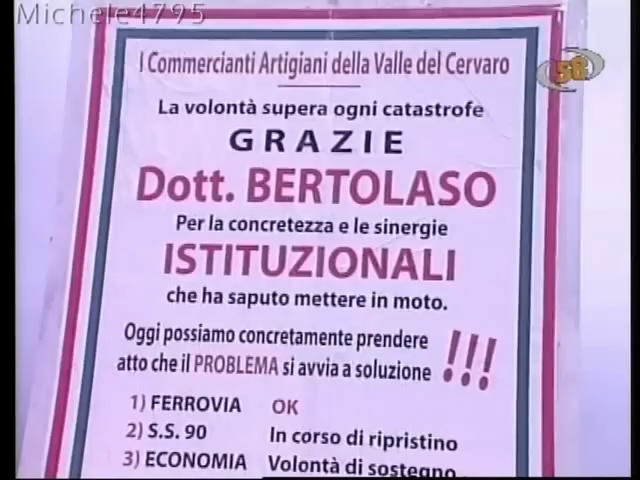 Michele4795
58
I Commercianti Artigiani della Valle del Cervaro
La volontà supera ogni catastrofe
GRAZIE
Dott. BERTOLASO
Per la concretezza e le sinergie
ISTITUZIONALI
che ha saputo mettere in moto.
Oggi possiamo concretamente prendere
atto che il PROBLEMA si avvia a soluzione !!!
1) FERROVIA OK
2) S.S. 90 In corso di ripristino
3) ECONOMIA Volontà di sostegno